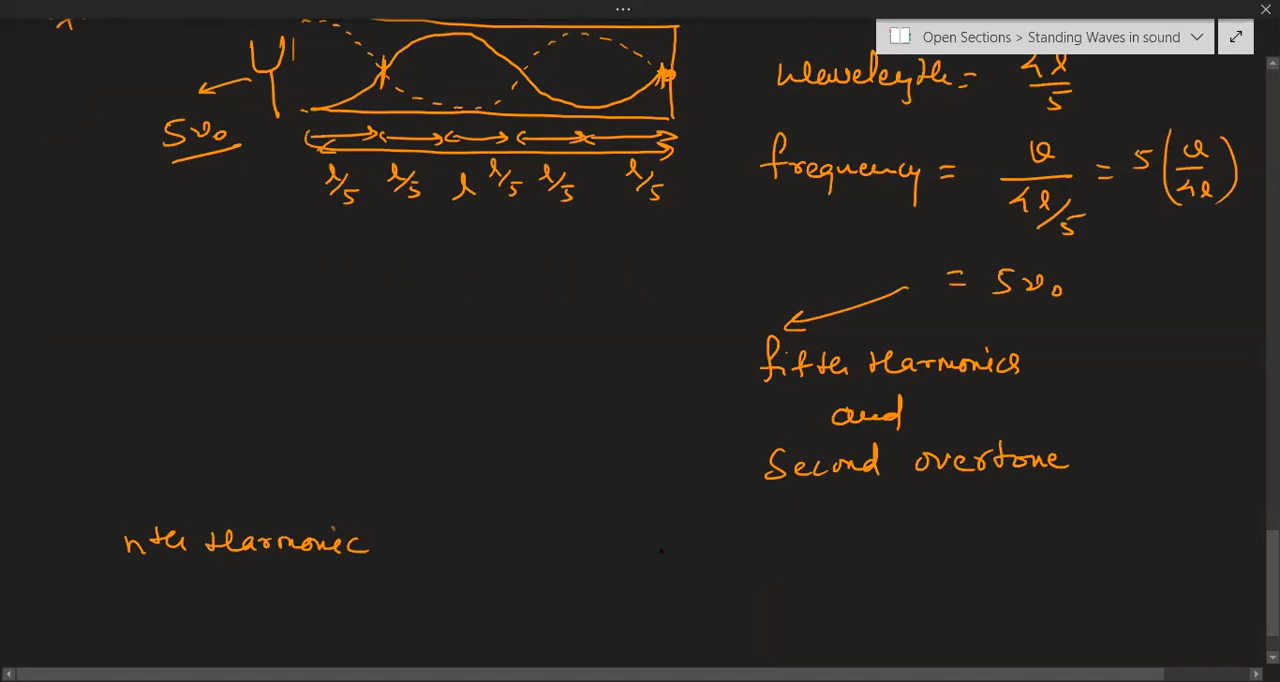 Open Sections > Standing Waves in sound
Wavelength = 4l/5
frequency = v/(4l/5) = 5(v/4l)
5ν₀
l/5 l/5 l l/5 l/5 l/5
= 5ν₀
fifth Harmonics
and
Second overtone
nth Harmonic